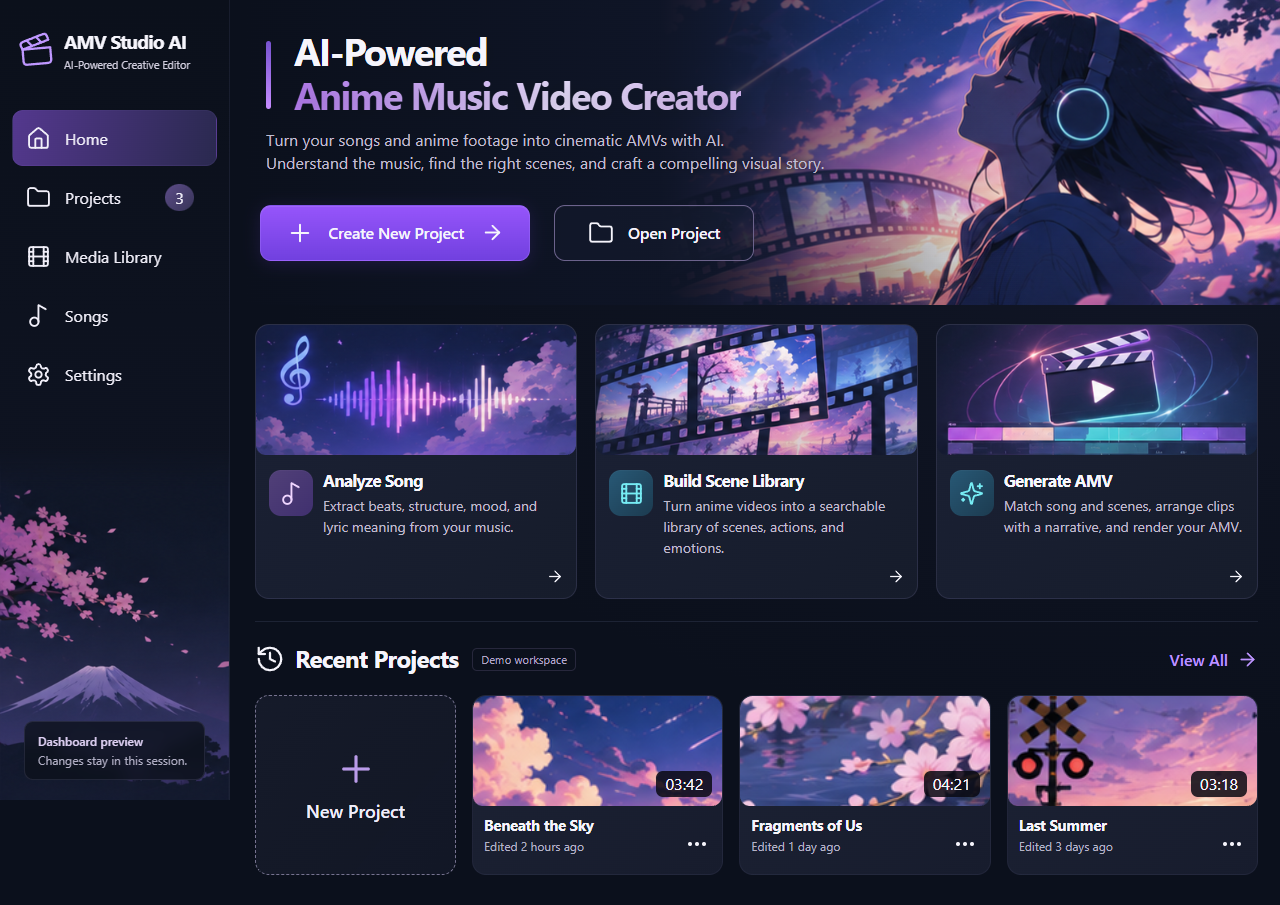 AMV Studio AI
AI-Powered Creative Editor
Home
Projects 3
Media Library
Songs
Settings
Dashboard preview
Changes stay in this session.
AI-Powered
Anime Music Video Creator
Turn your songs and anime footage into cinematic AMVs with AI.
Understand the music, find the right scenes, and craft a compelling visual story.
Create New Project
Open Project
Analyze Song
Extract beats, structure, mood, and
lyric meaning from your music.
Build Scene Library
Turn anime videos into a searchable
library of scenes, actions, and
emotions.
Generate AMV
Match song and scenes, arrange clips
with a narrative, and render your AMV.
Recent Projects
Demo workspace
View All
New Project
03:42
Beneath the Sky
Edited 2 hours ago
04:21
Fragments of Us
Edited 1 day ago
03:18
Last Summer
Edited 3 days ago